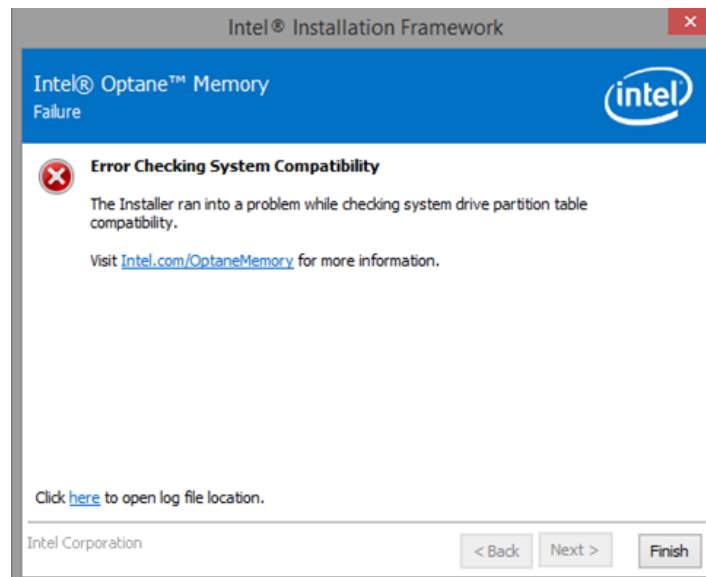 Intel® Installation Framework
Intel® Optane™ Memory
Failure
intel
Error Checking System Compatibility
The Installer ran into a problem while checking system drive partition table
compatibility.
Visit Intel.com/OptaneMemory for more information.
Click here to open log file location.
Intel Corporation
< Back Next > Finish